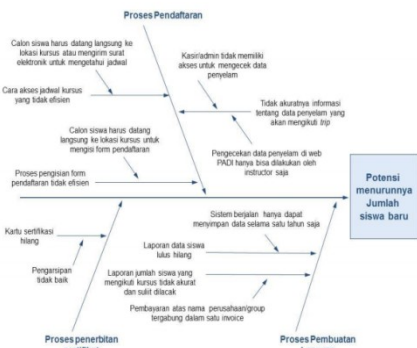 Proses Pendaftaran
Calon siswa harus datang langsung ke
lokasi kursus atau mengirim surat
elektronik untuk mengetahui jadwal
Kasir/admin tidak memiliki
akses untuk mengecek data
penyelam
Cara akses jadwal kursus
yang tidak efisien
Tidak akuratnya informasi
tentang data penyelam yang
akan mengikuti trip
Calon siswa harus datang
langsung ke lokasi kursus untuk
mengisi form pendaftaran
Pengecekan data penyelam di web
PADI hanya bisa dilakukan oleh
instructor saja
Proses pengisian form
pendaftaran tidak efisien
Potensi
menurunnya
Jumlah
siswa baru
Kartu sertifikasi
hilang
Sistem berjalan hanya dapat
menyimpan data selama satu tahun saja
Laporan data siswa
lulus hilang
Pengarsipan
tidak baik
Laporan jumlah siswa yang
mengikuti kursus tidak akurat
dan sulit dilacak
Pembayaran atas nama perusahaan/group
tergabung dalam satu invoice
Proses penerbitan
Proses Pembuatan